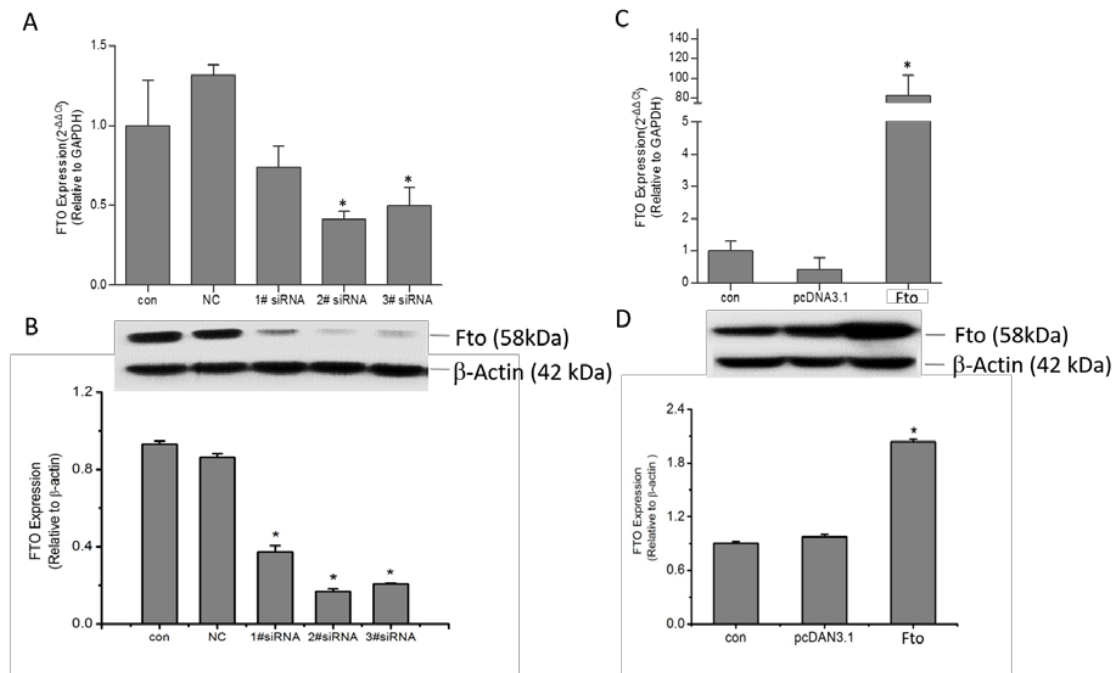 A
FTO Expression(2-ΔΔCt)
(Relative to GAPDH)
1.5
1.0
0.5
0.0
*
*
con NC 1# siRNA 2# siRNA 3# siRNA
B
Fto (58kDa)
β-Actin (42 kDa)
FTO Expression
(Relative to β-actin)
1.2
0.8
0.4
0.0
*
*
*
con NC 1#siRNA 2#siRNA 3#siRNA
C
FTO Expression(2-ΔΔCt)
(Relative to GAPDH)
140
120
100
80
60
5
4
3
2
1
0
*
con pcDNA3.1 Fto
D
Fto (58kDa)
β-Actin (42 kDa)
FTO Expression
(Relative to β-actin )
2.4
1.8
1.2
0.6
0.0
*
con pcDAN3.1 Fto